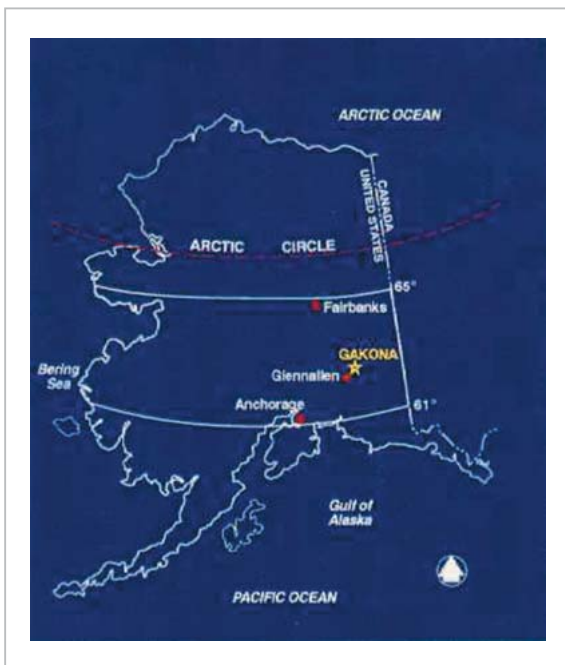 ARCTIC OCEAN
CANADA
UNITED STATES
ARCTIC CIRCLE
65°
Fairbanks
GAKONA
Glennallen
Bering
Sea
Anchorage
61°
Gulf of
Alaska
PACIFIC OCEAN